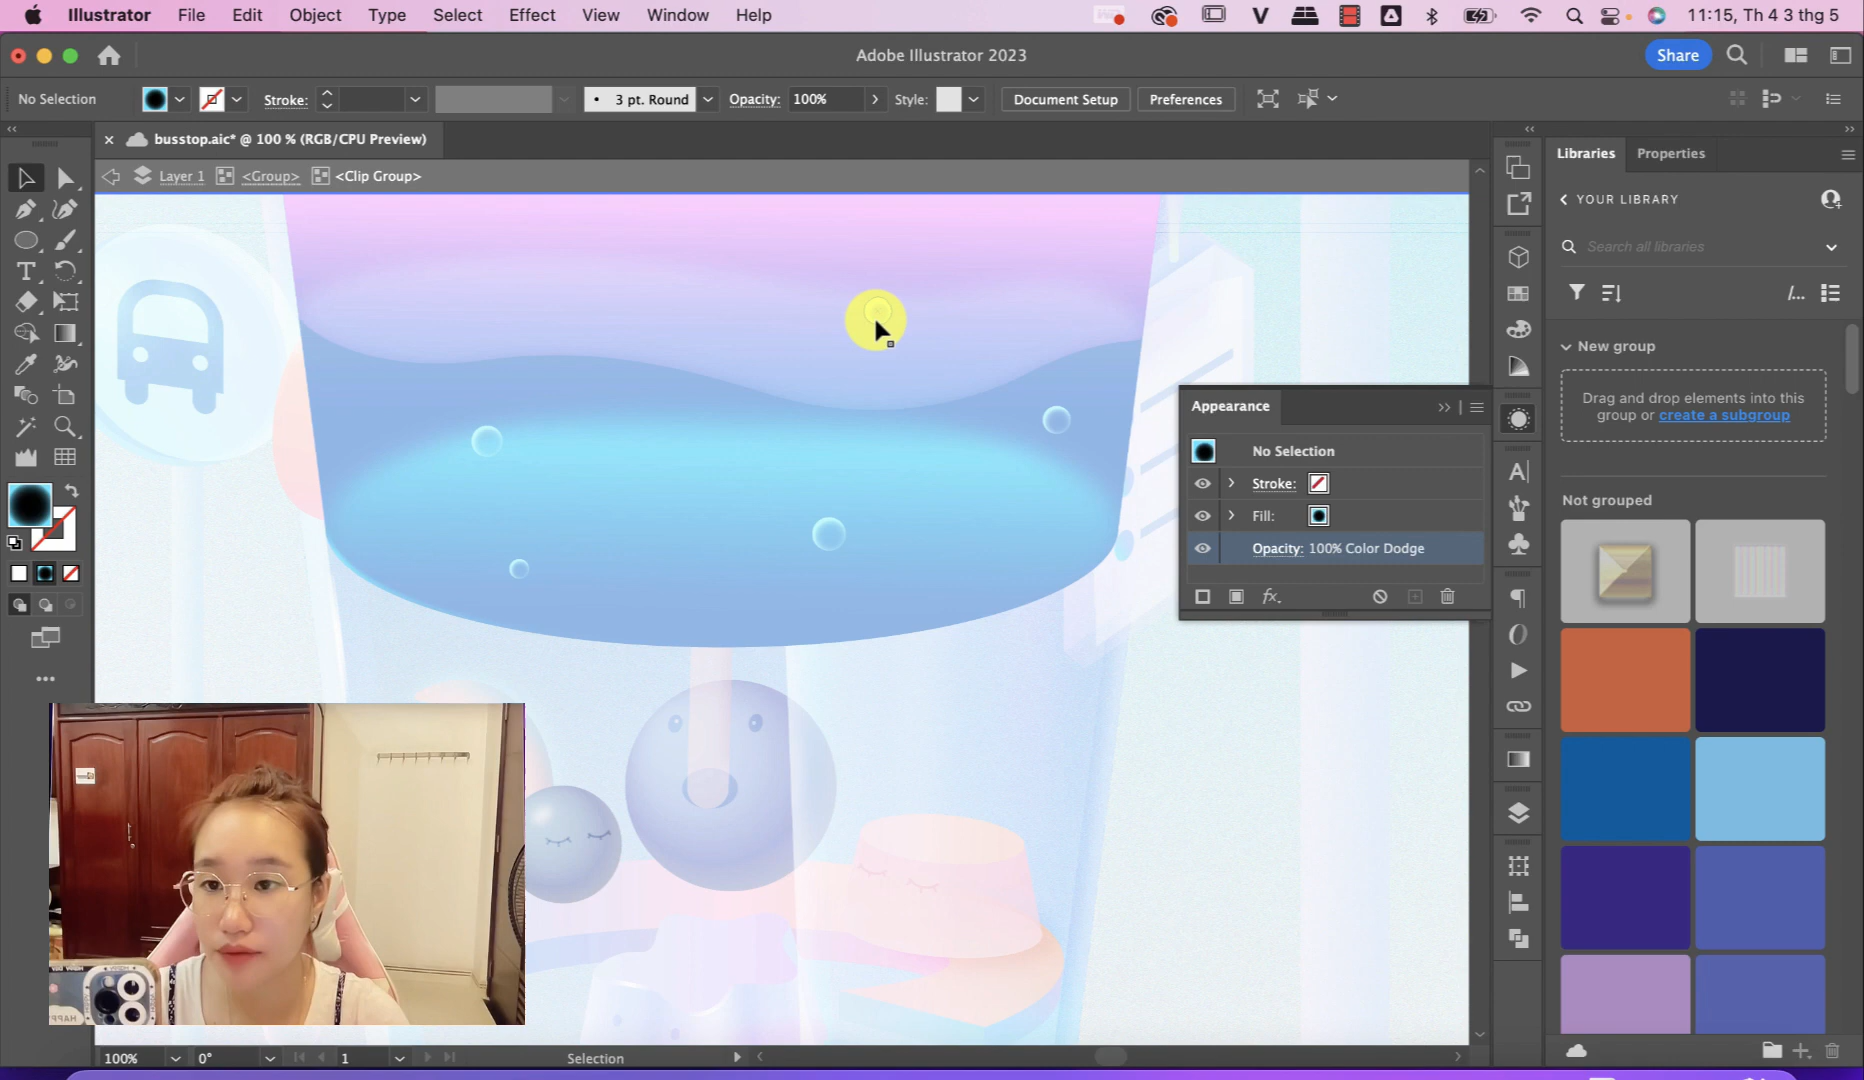 Illustrator File Edit Object Type Select Effect View Window Help 11:15, Th 4 3 thg 5
Adobe Illustrator 2023
Share
No Selection Stroke: 3 pt. Round Opacity: 100% Style: Document Setup Preferences
busstop.aic* @ 100 % (RGB/CPU Preview)
Layer 1 <Group> <Clip Group>
Libraries Properties
YOUR LIBRARY
Search all libraries
New group
Drag and drop elements into this
group or create a subgroup
Not grouped
Appearance
No Selection
Stroke:
Fill:
Opacity: 100% Color Dodge
fx.
100% 0° 1 Selection